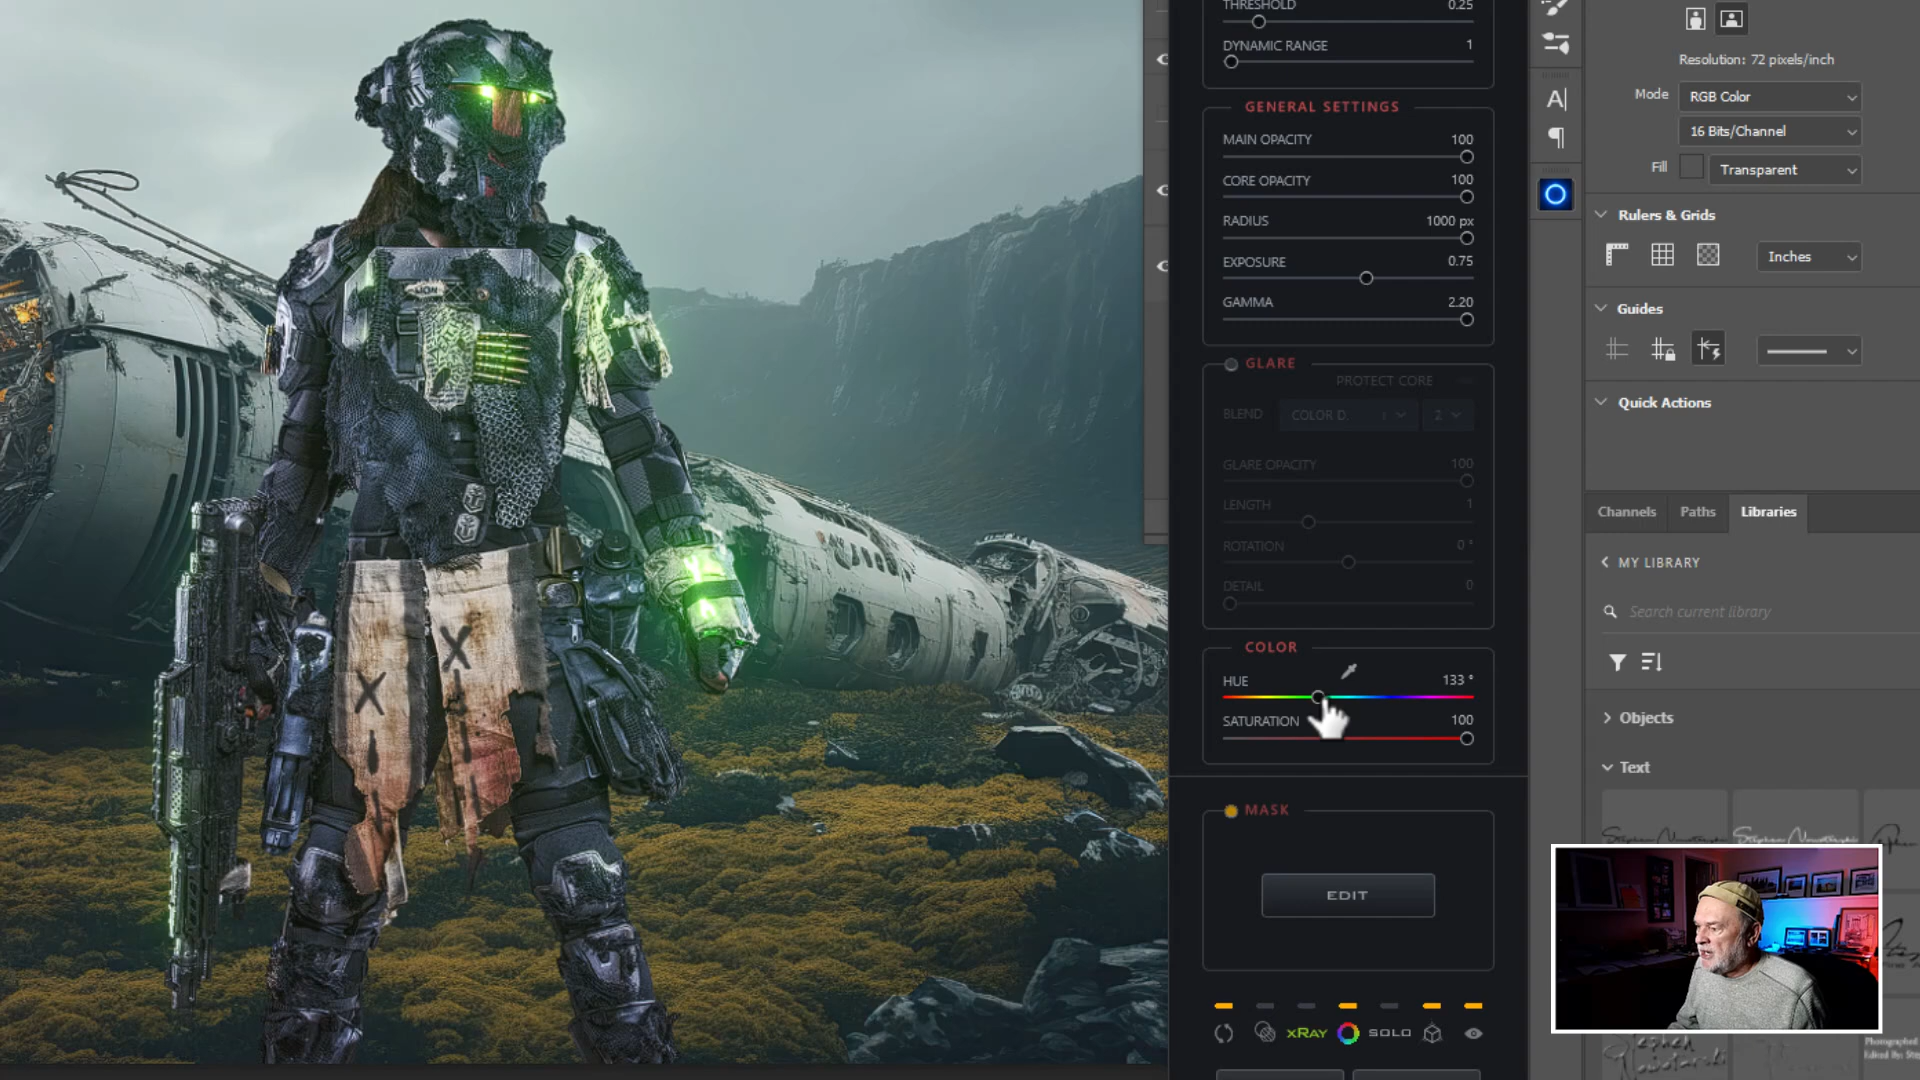 THRESHOLD 0.25
DYNAMIC RANGE 1
GENERAL SETTINGS
MAIN OPACITY 100
CORE OPACITY 100
RADIUS 1000 px
EXPOSURE 0.75
GAMMA 2.20
GLARE
PROTECT CORE
BLEND COLOR D 2
GLARE OPACITY 100
LENGTH 1
ROTATION 0 °
DETAIL 0
COLOR
HUE 133 °
SATURATION 100
MASK
EDIT
xRAY SOLO
Resolution: 72 pixels/inch
Mode RGB Color
16 Bits/Channel
Fill Transparent
Rulers & Grids
Inches
Guides
Quick Actions
Channels Paths Libraries
MY LIBRARY
Search current library
Objects
Text
LION
X
X